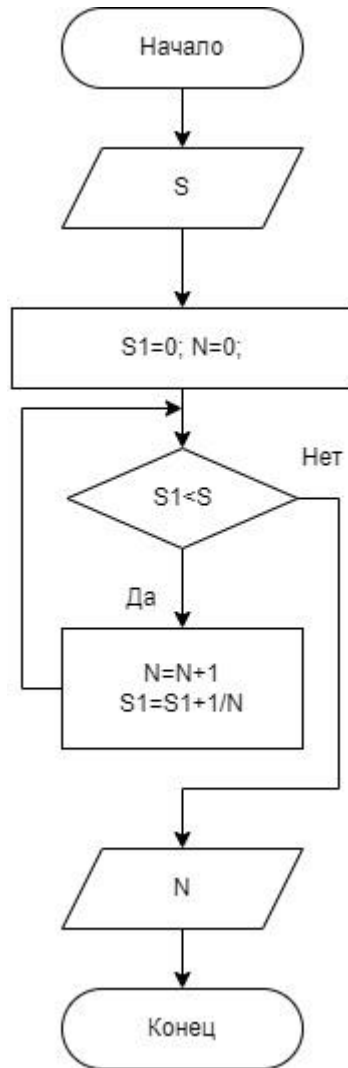 Начало
S
S1=0; N=0;
Нет
S1<S
Да
N=N+1
S1=S1+1/N
N
Конец